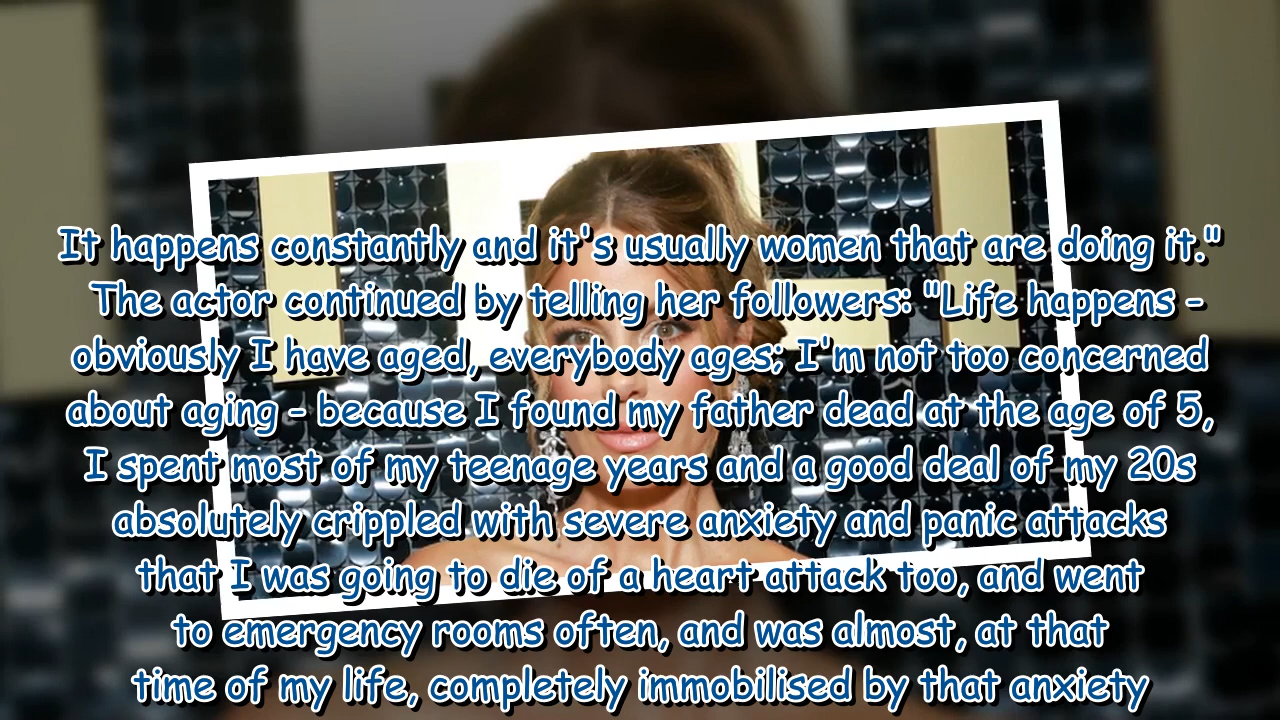 It happens constantly and it's usually women that are doing it."
The actor continued by telling her followers: "Life happens -
obviously I have aged, everybody ages; I'm not too concerned
about aging - because I found my father dead at the age of 5,
I spent most of my teenage years and a good deal of my 20s
absolutely crippled with severe anxiety and panic attacks
that I was going to die of a heart attack too, and went
to emergency rooms often, and was almost, at that
time of my life, completely immobilised by that anxiety